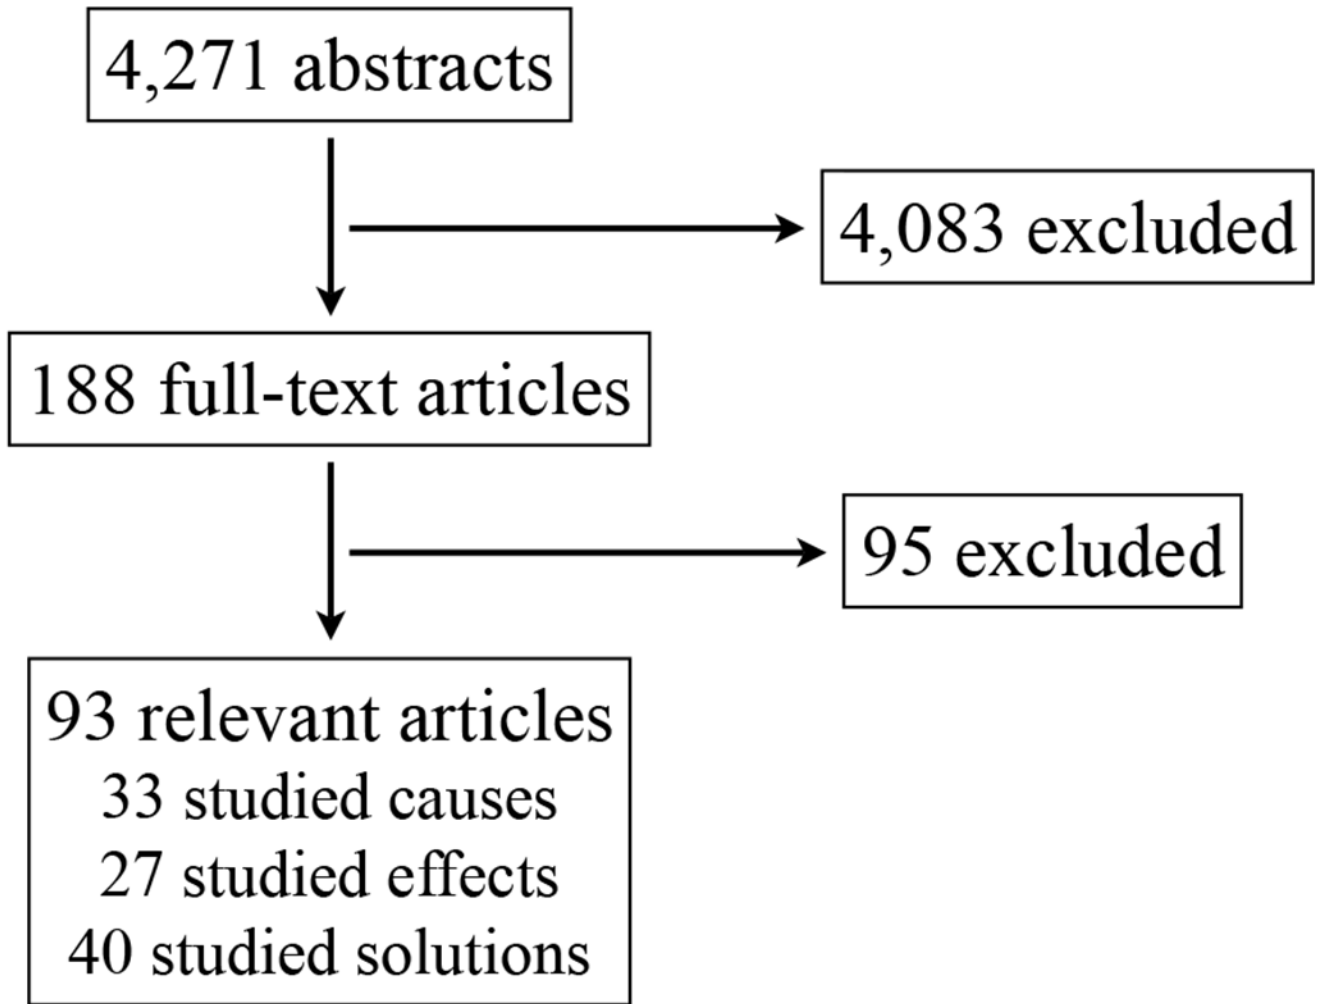 4,271 abstracts
4,083 excluded
188 full-text articles
95 excluded
93 relevant articles
33 studied causes
27 studied effects
40 studied solutions